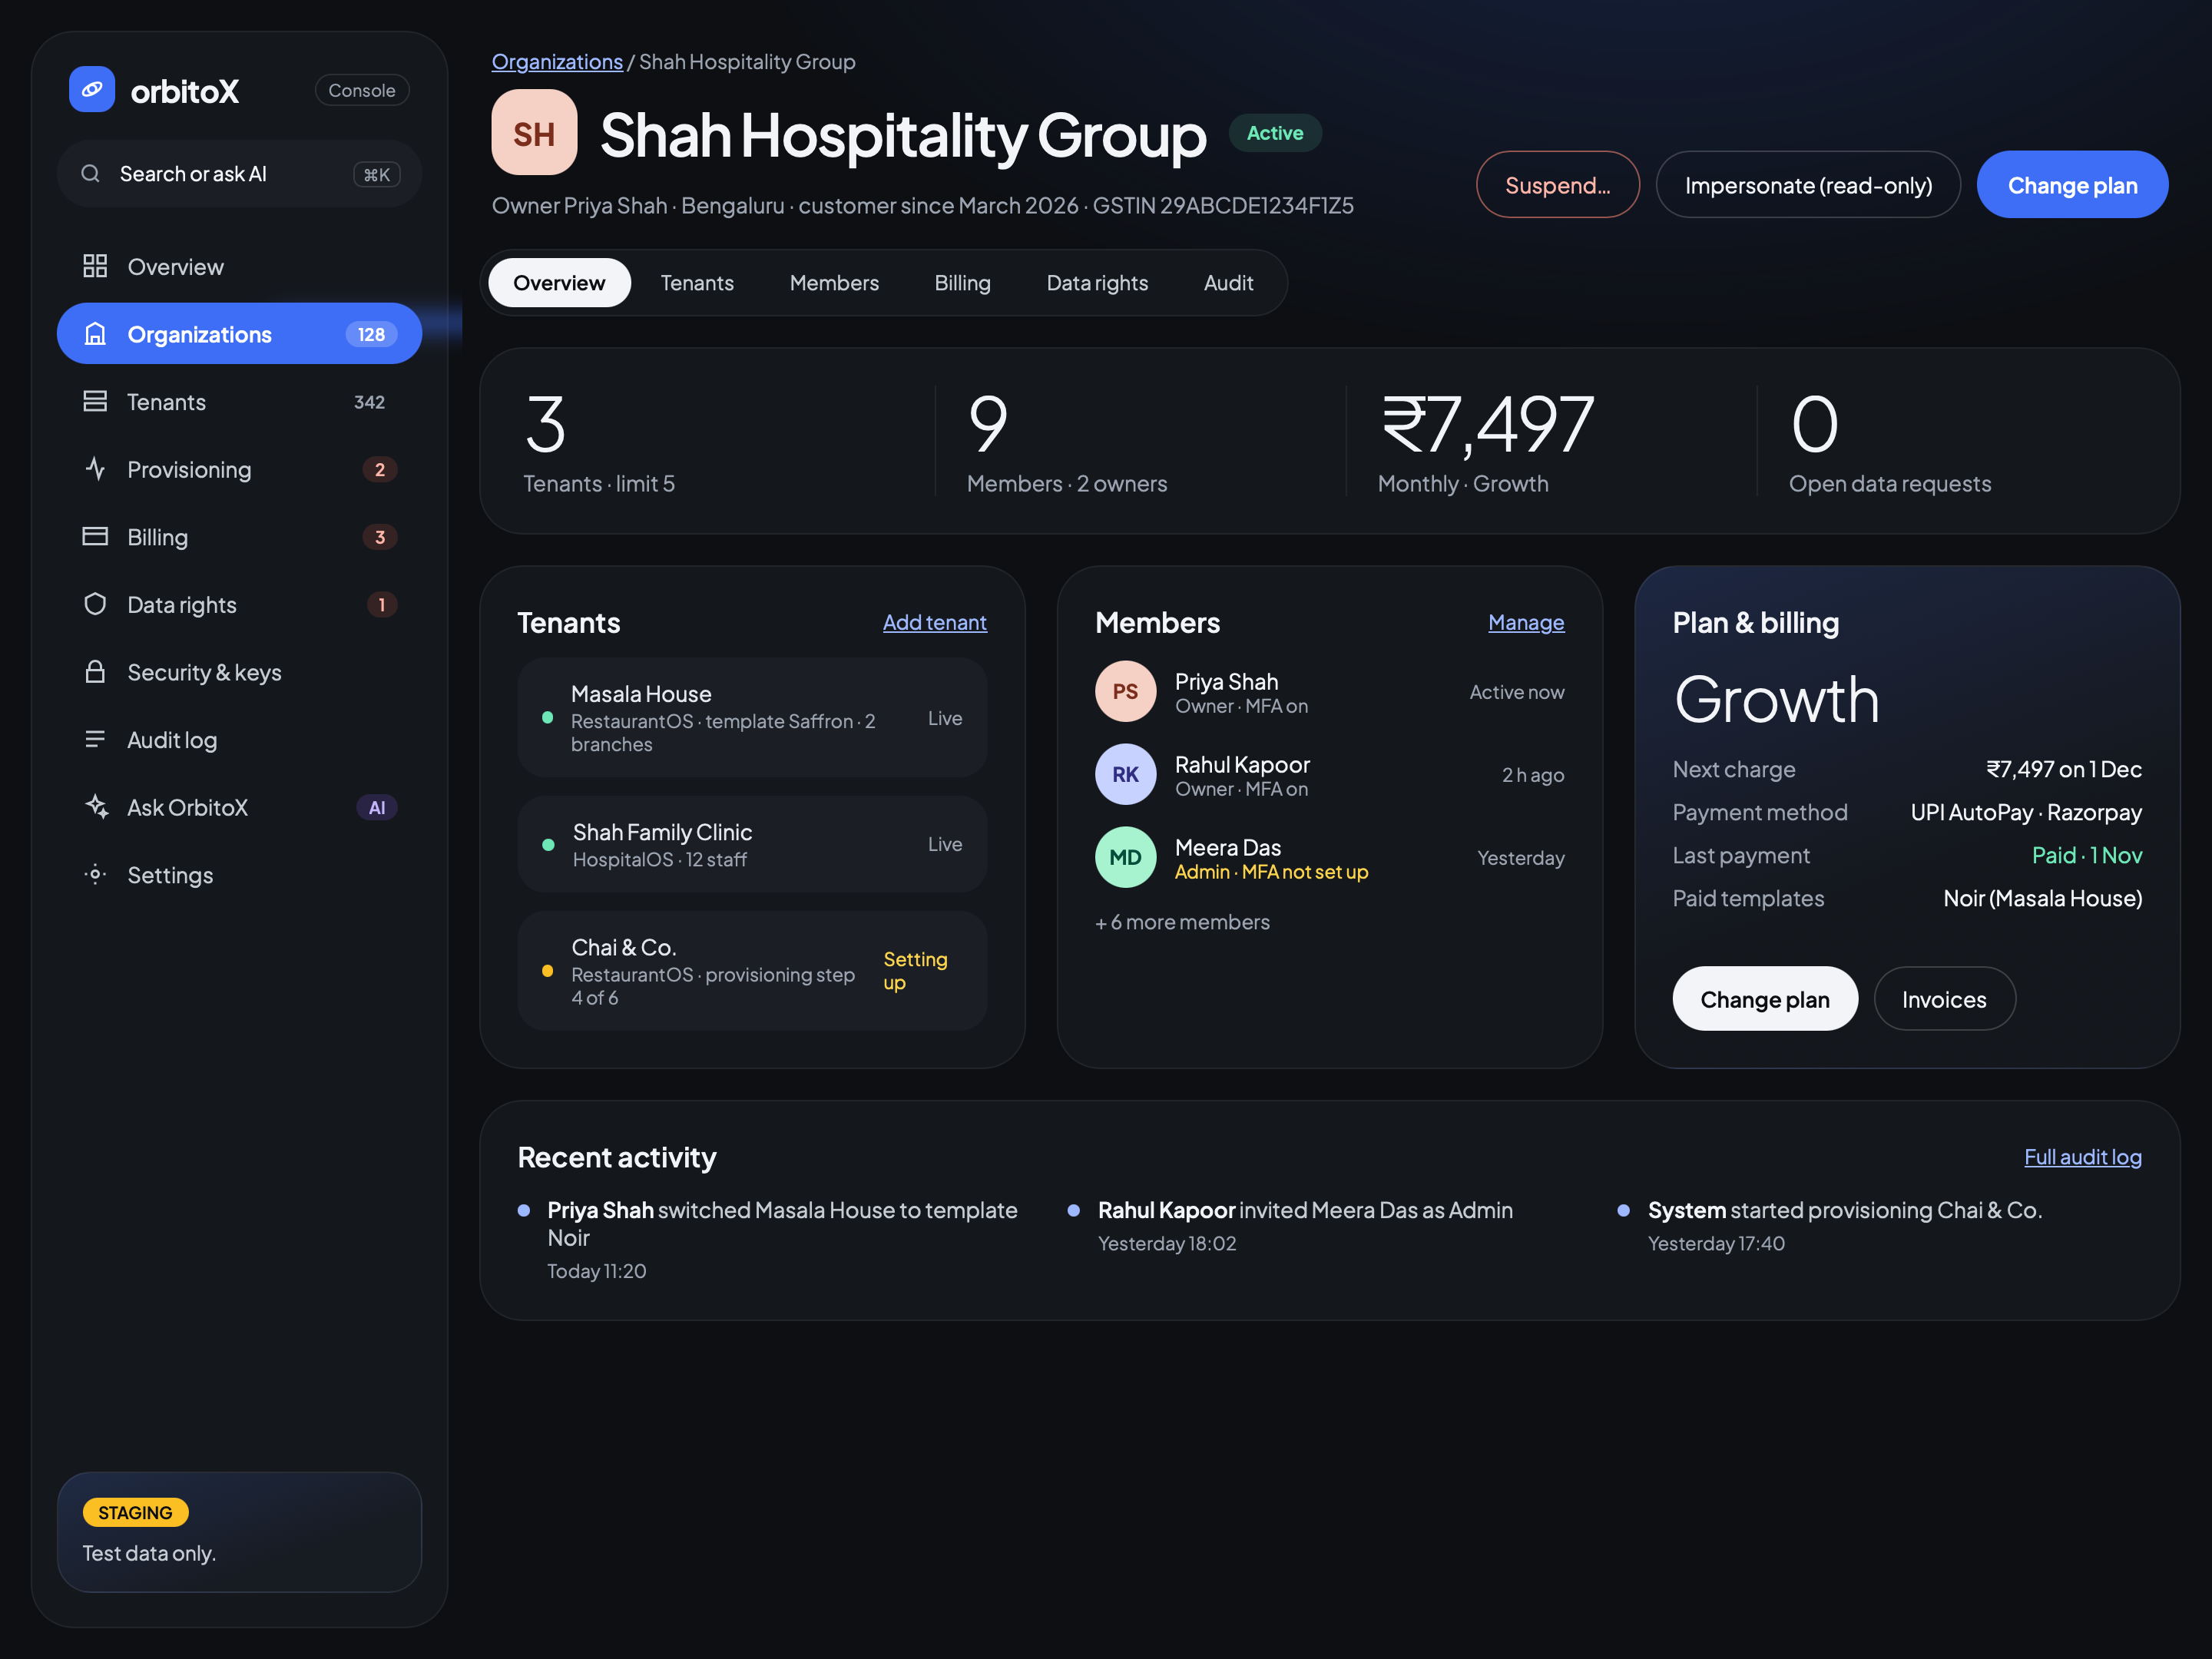 orbitoX
Console
Search or ask AI
⌘K
Overview
Organizations 128
Tenants 342
Provisioning 2
Billing 3
Data rights 1
Security & keys
Audit log
Ask OrbitoX AI
Settings
STAGING
Test data only.
Organizations / Shah Hospitality Group
SH
Shah Hospitality Group
Active
Owner Priya Shah · Bengaluru · customer since March 2026 · GSTIN 29ABCDE1234F1Z5
Suspend…
Impersonate (read-only)
Change plan
Overview
Tenants
Members
Billing
Data rights
Audit
3
Tenants · limit 5
9
Members · 2 owners
₹7,497
Monthly · Growth
0
Open data requests
Tenants
Add tenant
Masala House
RestaurantOS · template Saffron · 2
branches
Live
Shah Family Clinic
HospitalOS · 12 staff
Live
Chai & Co.
RestaurantOS · provisioning step
4 of 6
Setting
up
Members
Manage
PS
Priya Shah
Owner · MFA on
Active now
RK
Rahul Kapoor
Owner · MFA on
2 h ago
MD
Meera Das
Admin · MFA not set up
Yesterday
+ 6 more members
Plan & billing
Growth
Next charge
₹7,497 on 1 Dec
Payment method
UPI AutoPay · Razorpay
Last payment
Paid · 1 Nov
Paid templates
Noir (Masala House)
Change plan
Invoices
Recent activity
Full audit log
Priya Shah switched Masala House to template
Noir
Today 11:20
Rahul Kapoor invited Meera Das as Admin
Yesterday 18:02
System started provisioning Chai & Co.
Yesterday 17:40